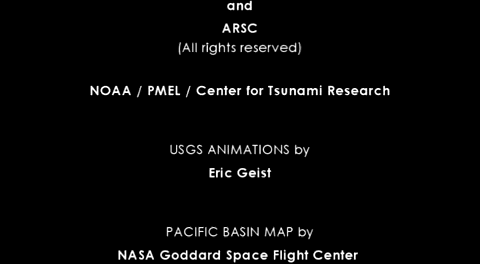 and
ARSC
(All rights reserved)
NOAA / PMEL / Center for Tsunami Research
USGS ANIMATIONS by
Eric Geist
PACIFIC BASIN MAP by
NASA Goddard Space Flight Center